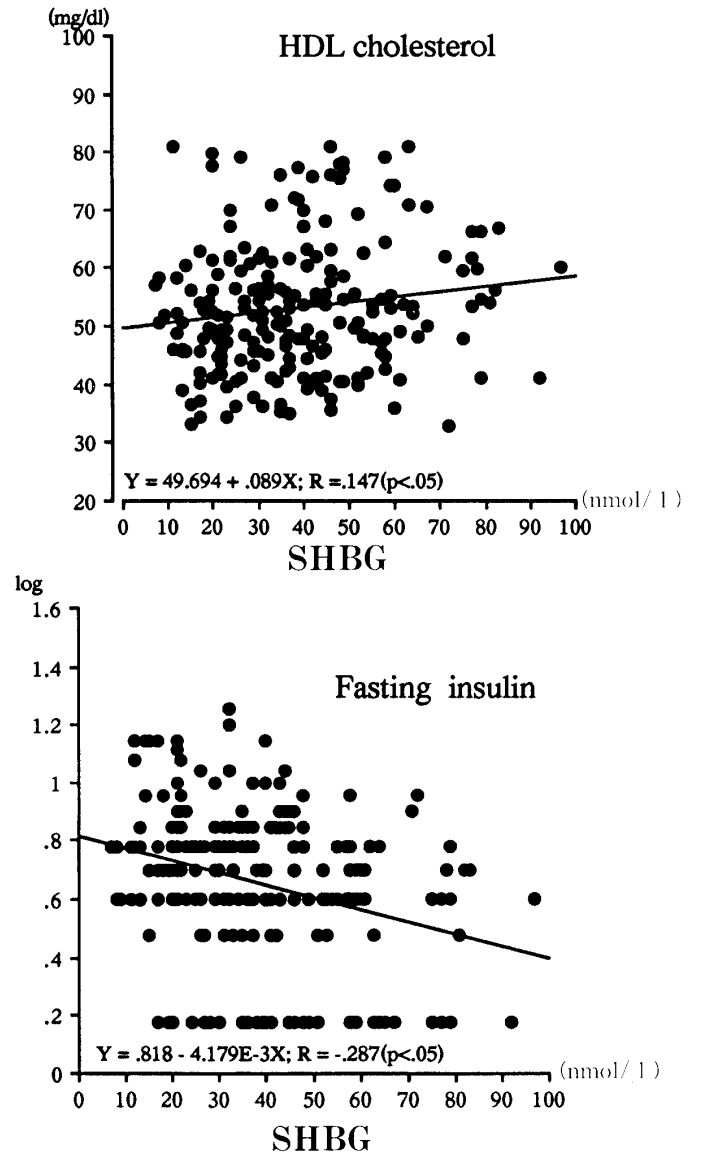 (mg/dl)
100
HDL cholesterol
90
80
70
60
50
40
30
Y = 49.694 + .089X; R =.147(p<.05)
20
(nmol/ l )
0 10 20 30 40 50 60 70 80 90 100
SHBG
log
1.6
1.4
Fasting insulin
1.2
1
.8
.6
.4
.2
Y = .818 - 4.179E-3X; R = -.287(p<.05)
0
(nmol/ l )
0 10 20 30 40 50 60 70 80 90 100
SHBG